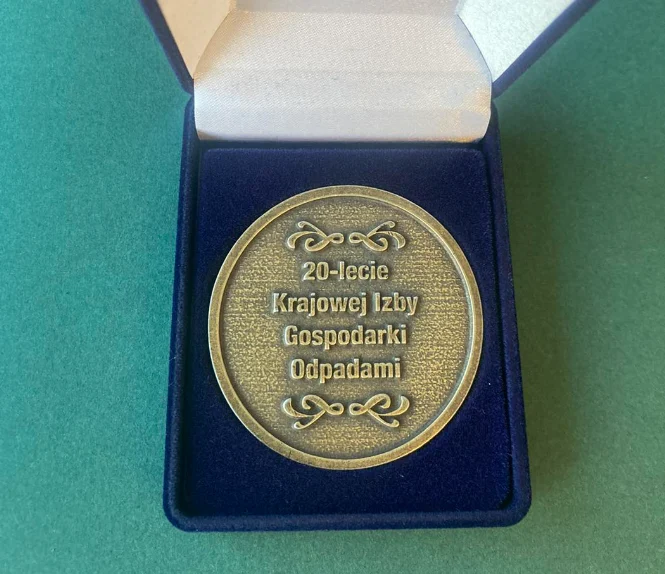 20-lecie
Krajowej Izby
Gospodarki
Odpadami